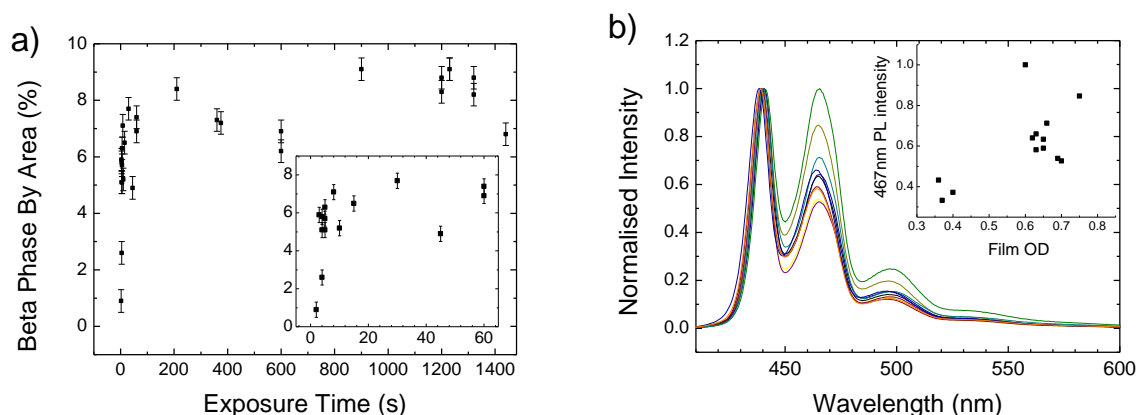 a)
Beta Phase By Area (%)
10
8
6
4
2
0
0 200 400 600 800 1000 1200 1400
Exposure Time (s)
8
6
4
2
0
0 20 40 60
b)
Normalised Intensity
1.2
1.0
0.8
0.6
0.4
0.2
0.0
450 500 550 600
Wavelength (nm)
467nm PL intensity
1.0
0.8
0.6
0.4
0.3 0.4 0.5 0.6 0.7 0.8
Film OD